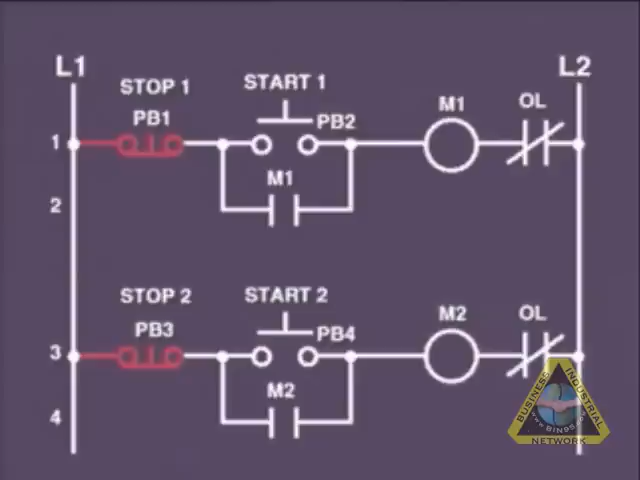 L1
L2
STOP 1
START 1
PB1
PB2
M1
OL
1
M1
2
STOP 2
START 2
PB3
PB4
M2
OL
3
M2
4
BUSINESS
INDUSTRIAL
NETWORK